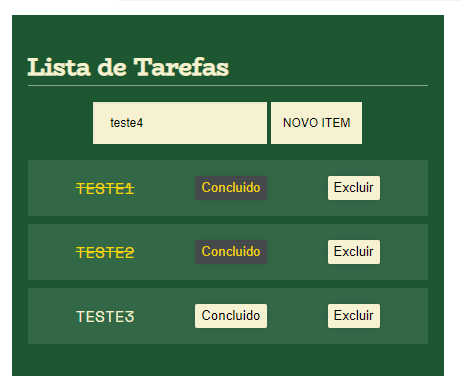 Lista de Tarefas
teste4 NOVO ITEM
TESTE1 Concluido Excluir
TESTE2 Concluido Excluir
TESTE3 Concluido Excluir